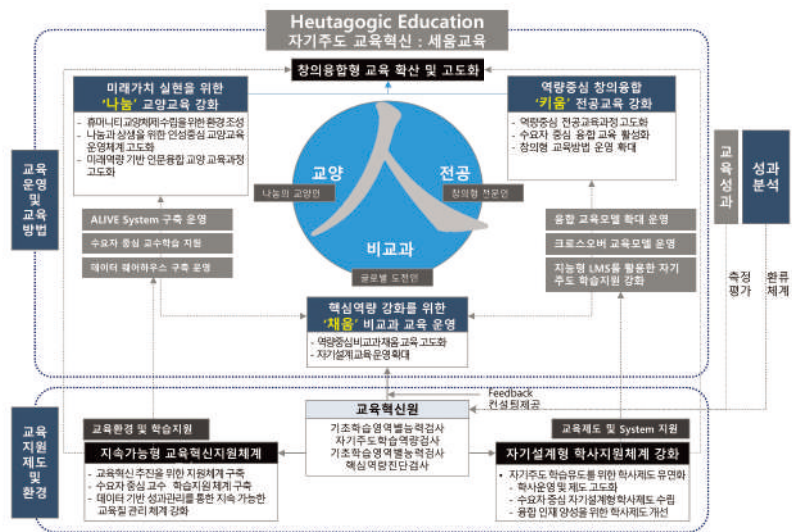 Heutagogic Education
자기주도 교육혁신 : 세움교육
창의융합형 교육 확산 및 고도화
미래가치 실현을 위한
‘나눔’ 교양교육 강화
- 휴머니티교양체제수립을위한환경조성
- 나눔과상생을위한인성중심교양교육
운영체계 고도화
- 미래역량 기반 인문융합 교양 교육과정
고도화
역량중심 창의융합
‘키움’ 전공교육 강화
- 역량중심 전공교육과정 고도화
- 수요자 중심 융합 교육 활성화
- 창의형 교육방법 운영 확대
교양
나눔의 교양인
人
전공
창의형 전문인
비교과
글로벌 도전인
교육
운영
및
교육
방법
ALIVE System 구축 운영
수요자 중심 교수학습 지원
데이터 웨어하우스 구축 운영
융합 교육모델 확대 운영
크로스오버 교육모델 운영
지능형 LMS를 활용한 자기
주도 학습지원 강화
교육성과
성과
분석
측정
평가
환류
체계
핵심역량 강화를 위한
‘채움’ 비교과 교육 운영
- 역량중심비교과채움교육 고도화
- 자기설계교육운영확대
Feedback
컨설팅제공
교육
지원
제도
및
환경
교육환경 및 학습지원
지속가능형 교육혁신지원체계
- 교육혁신 추진을 위한 지원체계 구축
- 수요자 중심 교수 학습지원 체계 구축
- 데이터 기반 성과관리를 통한 지속 가능한
교육질 관리 체계 강화
교육혁신원
기초학습영역별능력검사
자기주도학습역량검사
기초학습영역별능력검사
핵심역량진단검사
교육제도 및 System 지원
자기설계형 학사지원체계 강화
• 자기주도 학습유도를 위한 학사제도 유연화
- 학사운영 및 제도 고도화
- 수요자 중심 자기설계형 학사제도 수립
- 융합 인재 양성을 위한 학사제도 개선